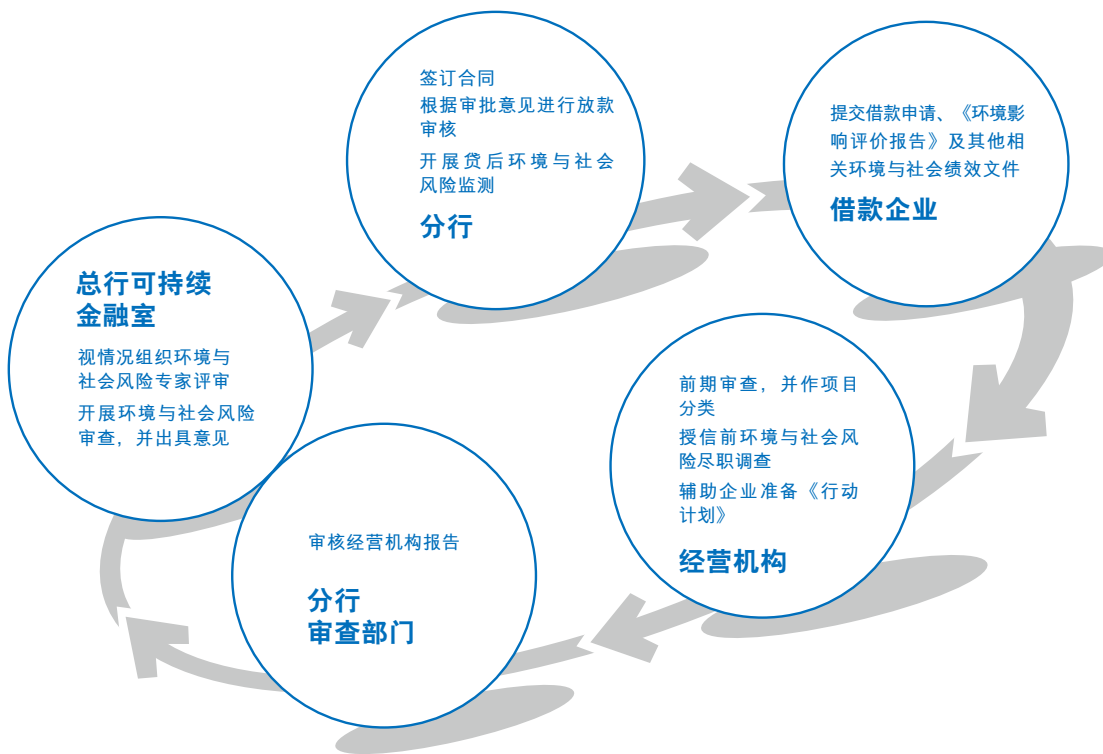 签订合同
根据审批意见进行放款
审核
开展贷后环境与社会
风险监测
分行
提交借款申请、《环境影
响评价报告》及其他相
关环境与社会绩效文件
借款企业
总行可持续
金融室
视情况组织环境与
社会风险专家评审
开展环境与社会风险
审查，并出具意见
前期审查，并作项目
分类
授信前环境与社会风
险尽职调查
辅助企业准备《行动
计划》
经营机构
审核经营机构报告
分行
审查部门